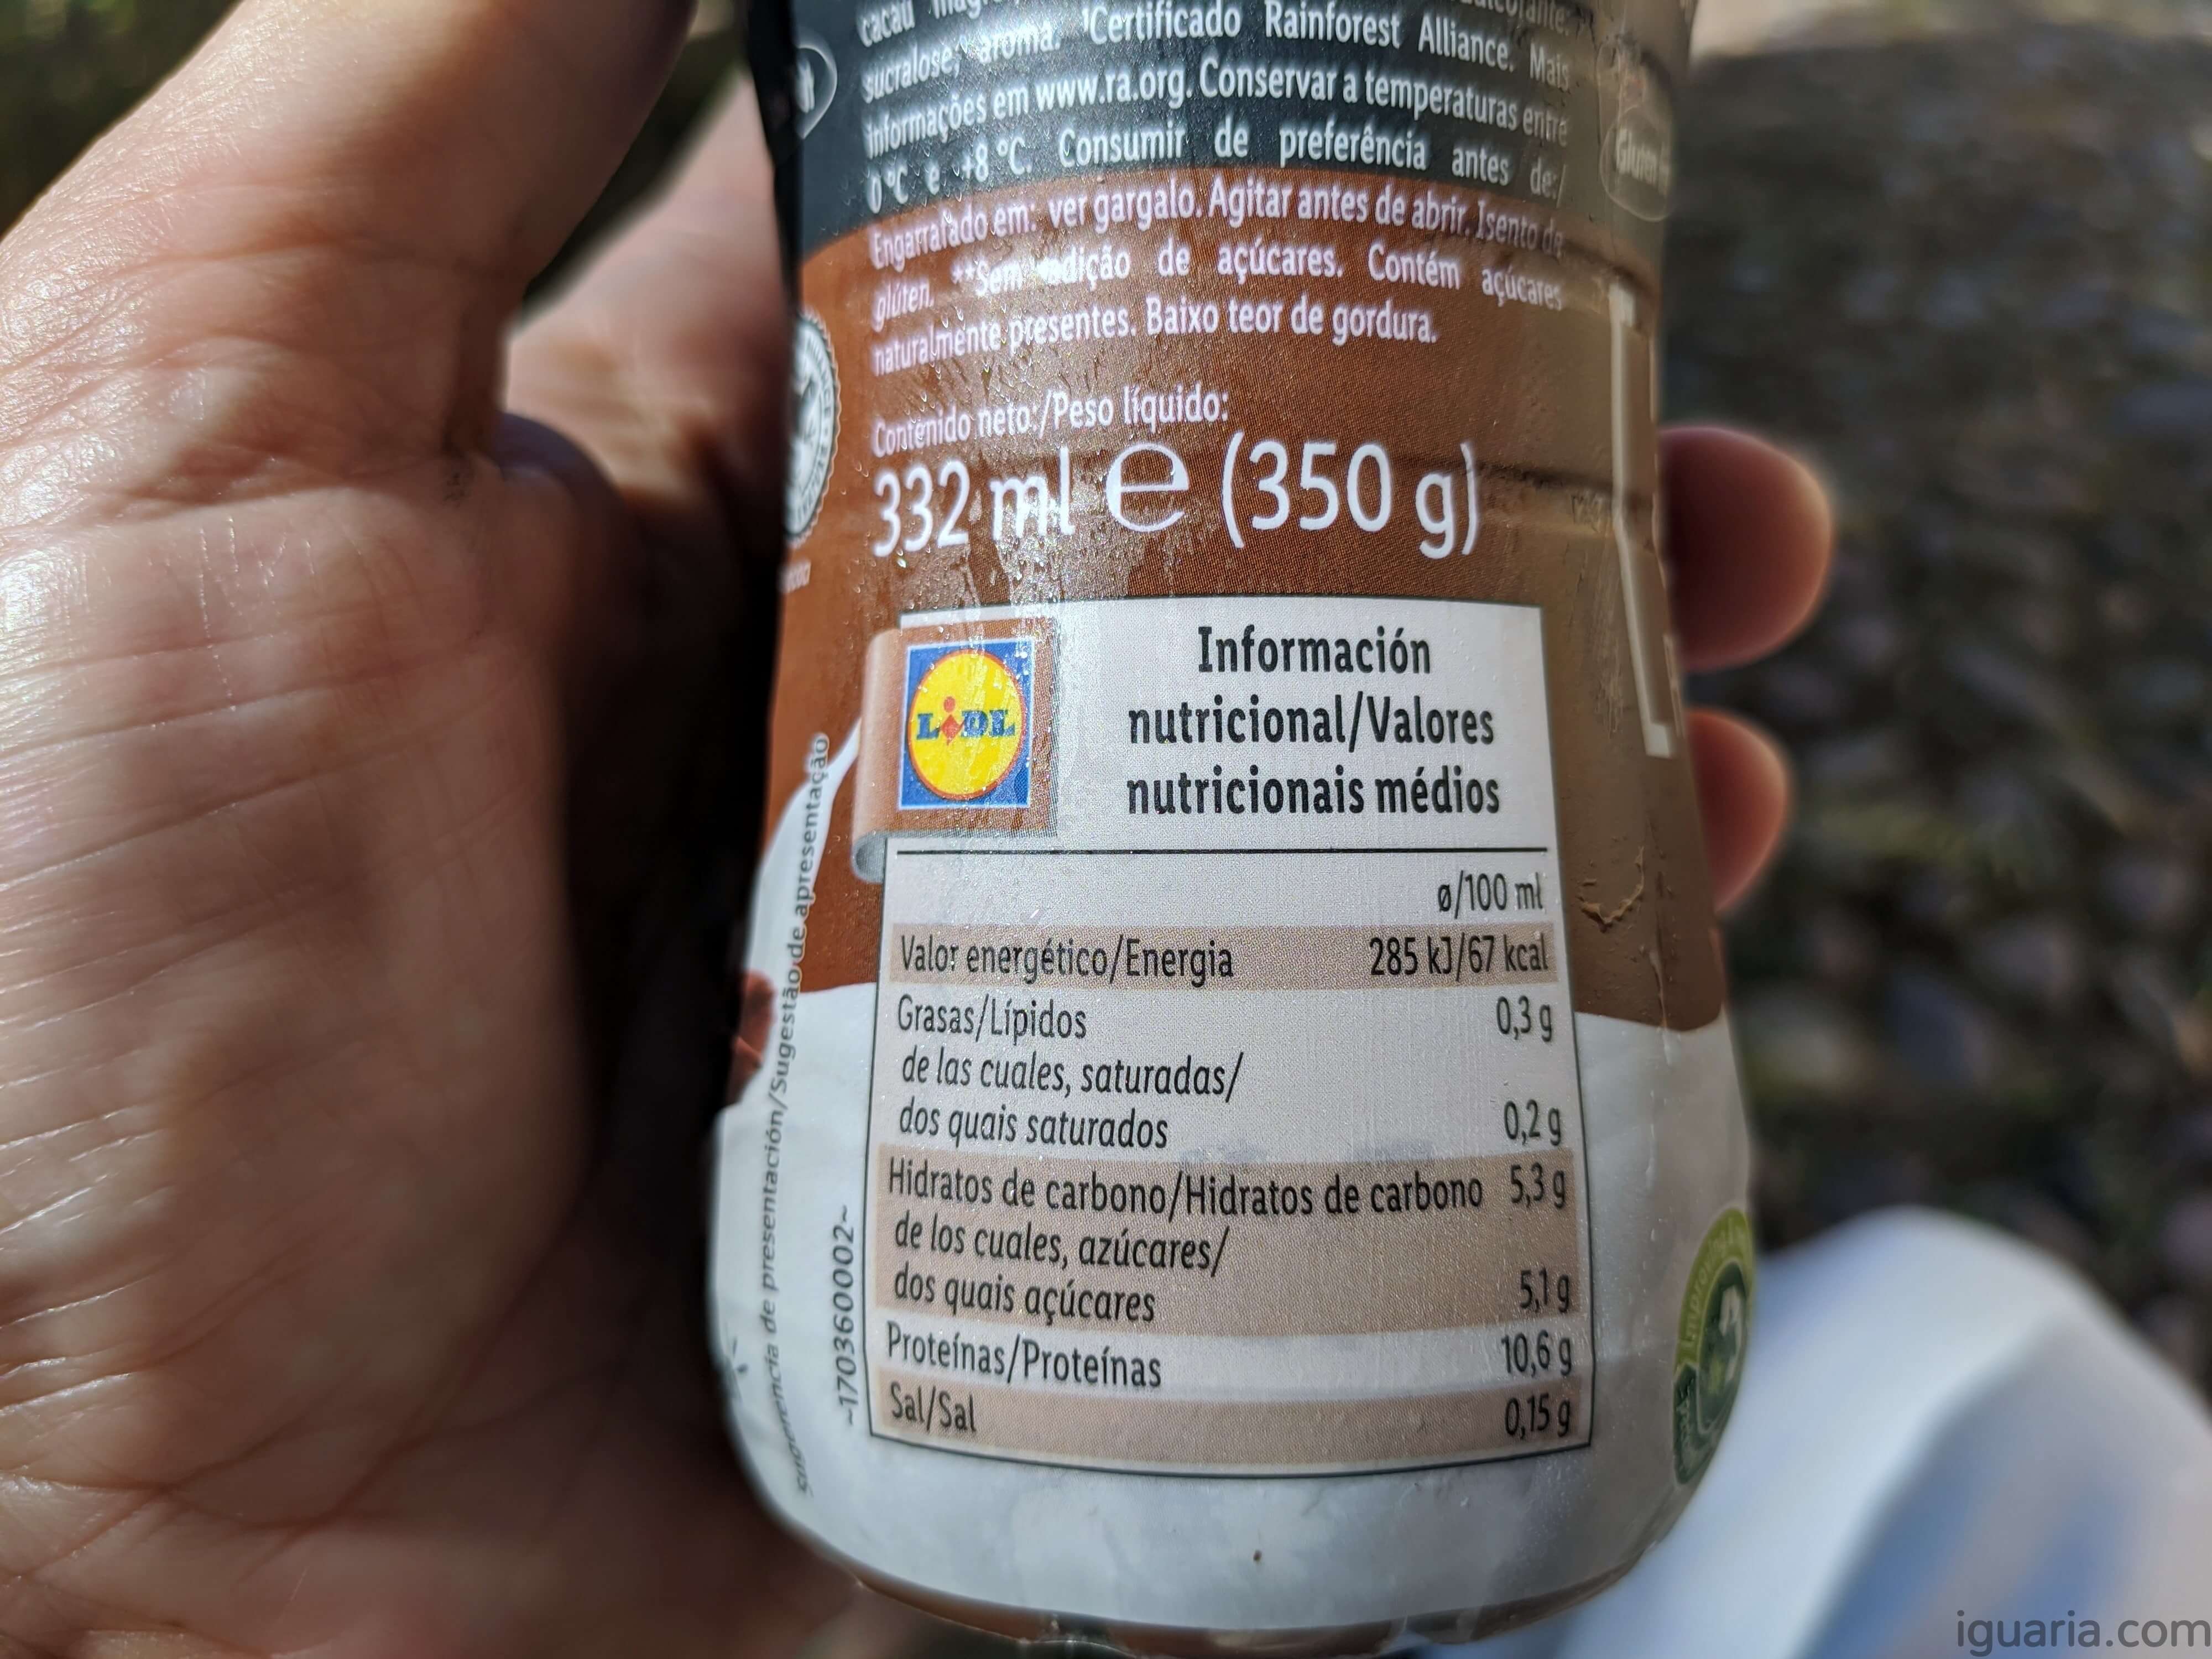 cacau
sucralose, aroma. ¹Certificado Rainforest Alliance. Mais
informações em www.ra.org. Conservar a temperaturas entre
0 °C e +8 °C. Consumir de preferência antes de:/
Engarrafado em: ver gargalo. Agitar antes de abrir. Isento de
glúten. **Sem adição de açúcares. Contém açúcares
naturalmente presentes. Baixo teor de gordura.
Contenido neto:/Peso líquido:
332 ml e (350 g)
LIDL
Información
nutricional/Valores
nutricionais médios
ø/100 ml
Valor energético/Energia 285 kJ/67 kcal
Grasas/Lípidos 0,3 g
de las cuales, saturadas/
dos quais saturados 0,2 g
Hidratos de carbono/Hidratos de carbono 5,3 g
de los cuales, azúcares/
dos quais açúcares 5,1 g
Proteínas/Proteínas 10,6 g
Sal/Sal 0,15 g
Sugerencia de presentación/Sugestão de apresentação
~170360002~
Gluten
iguaria.com